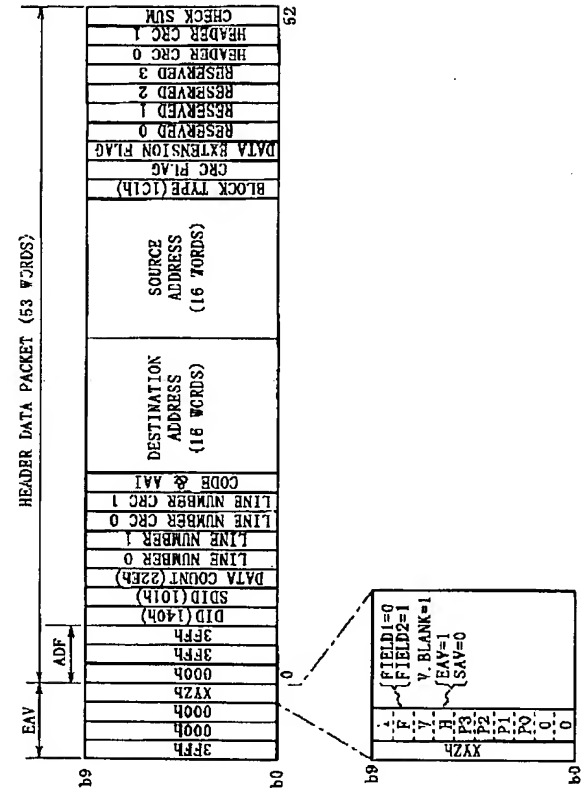 HEADER DATA PACKET (53 WORDS)
EAV
ADF
b9
b0
3FFh
000h
000h
XYZh
000h
3FFh
3FFh
DID(140h)
SDID(101h)
DATA COUNT(22Eh)
LINE NUMBER 0
LINE NUMBER 1
LINE NUMBER CRC 0
LINE NUMBER CRC 1
CODE & AAI
DESTINATION
ADDRESS
(16 WORDS)
SOURCE
ADDRESS
(16 WORDS)
BLOCK TYPE(1C1h)
CRC FLAG
DATA EXTENSION FLAG
RESERVED 0
RESERVED 1
RESERVED 2
RESERVED 3
HEADER CRC 0
HEADER CRC 1
CHECK SUM
0
52
b9
b0
XYZh
1
F
V
H
P3
P2
P1
P0
0
0
FIELD1=0
FIELD2=1
V. BLANK=1
EAV=1
SAV=0